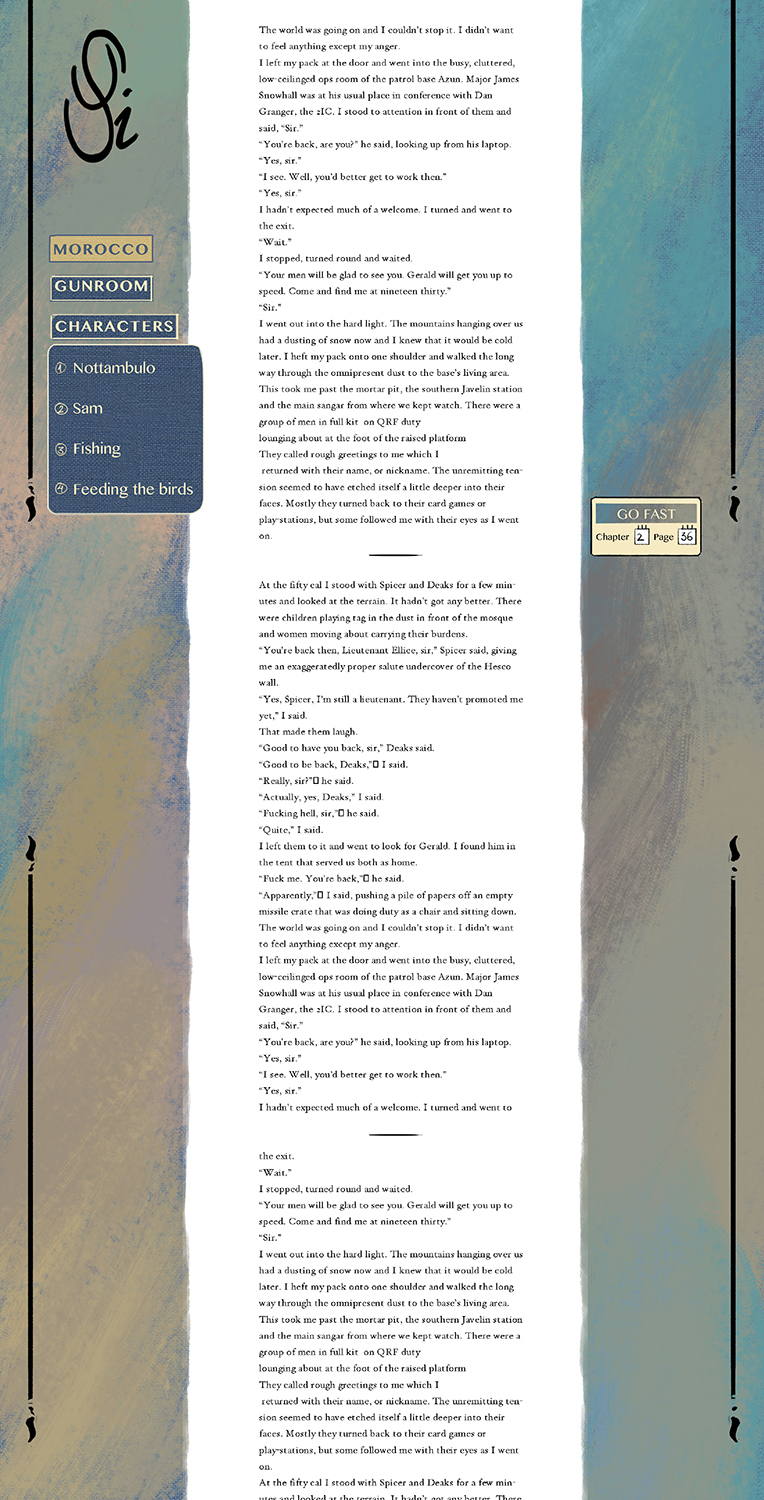 Si
MOROCCO
GUNROOM
CHARACTERS
1 Nottambulo
2 Sam
3 Fishing
4 Feeding the birds
The world was going on and I couldn't stop it. I didn't want
to feel anything except my anger.
I left my pack at the door and went into the busy, cluttered,
low-ceilinged ops room of the patrol base Azun. Major James
Snowhall was at his usual place in conference with Dan
Granger, the 2IC. I stood to attention in front of them and
said, “Sir.”
“You're back, are you?” he said, looking up from his laptop.
“Yes, sir.”
“I see. Well, you'd better get to work then.”
“Yes, sir.”
I hadn't expected much of a welcome. I turned and went to
the exit.
“Wait.”
I stopped, turned round and waited.
“Your men will be glad to see you. Gerald will get you up to
speed. Come and find me at nineteen thirty.”
“Sir.”
I went out into the hard light. The mountains hanging over us
had a dusting of snow now and I knew that it would be cold
later. I heft my pack onto one shoulder and walked the long
way through the omnipresent dust to the base's living area.
This took me past the mortar pit, the southern Javelin station
and the main sangar from where we kept watch. There were a
group of men in full kit  on QRF duty
lounging about at the foot of the raised platform
They called rough greetings to me which I
returned with their name, or nickname. The unremitting ten-
sion seemed to have etched itself a little deeper into their
faces. Mostly they turned back to their card games or
play-stations, but some followed me with their eyes as I went
on.
GO FAST
Chapter 2 Page 36
At the fifty cal I stood with Spicer and Deaks for a few min-
utes and looked at the terrain. It hadn't got any better. There
were children playing tag in the dust in front of the mosque
and women moving about carrying their burdens.
“You're back then, Lieutenant Ellice, sir,” Spicer said, giving
me an exaggeratedly proper salute undercover of the Hesco
wall.
“Yes, Spicer, I'm still a lieutenant. They haven't promoted me
yet,” I said.
That made them laugh.
“Good to have you back, sir,” Deaks said.
“Good to be back, Deaks,”▯ I said.
“Really, sir?”▯ he said.
“Actually, yes, Deaks,” I said.
“Fucking hell, sir,”▯ he said.
“Quite,” I said.
I left them to it and went to look for Gerald. I found him in
the tent that served us both as home.
“Fuck me. You're back,”▯ he said.
“Apparently,”▯ I said, pushing a pile of papers off an empty
missile crate that was doing duty as a chair and sitting down.
The world was going on and I couldn't stop it. I didn't want
to feel anything except my anger.
I left my pack at the door and went into the busy, cluttered,
low-ceilinged ops room of the patrol base Azun. Major James
Snowhall was at his usual place in conference with Dan
Granger, the 2IC. I stood to attention in front of them and
said, “Sir.”
“You're back, are you?” he said, looking up from his laptop.
“Yes, sir.”
“I see. Well, you'd better get to work then.”
“Yes, sir.”
I hadn't expected much of a welcome. I turned and went to
the exit.
“Wait.”
I stopped, turned round and waited.
“Your men will be glad to see you. Gerald will get you up to
speed. Come and find me at nineteen thirty.”
“Sir.”
I went out into the hard light. The mountains hanging over us
had a dusting of snow now and I knew that it would be cold
later. I heft my pack onto one shoulder and walked the long
way through the omnipresent dust to the base's living area.
This took me past the mortar pit, the southern Javelin station
and the main sangar from where we kept watch. There were a
group of men in full kit  on QRF duty
lounging about at the foot of the raised platform
They called rough greetings to me which I
returned with their name, or nickname. The unremitting ten-
sion seemed to have etched itself a little deeper into their
faces. Mostly they turned back to their card games or
play-stations, but some followed me with their eyes as I went
on.
At the fifty cal I stood with Spicer and Deaks for a few min-
utes and looked at the terrain. It hadn't got any better. There